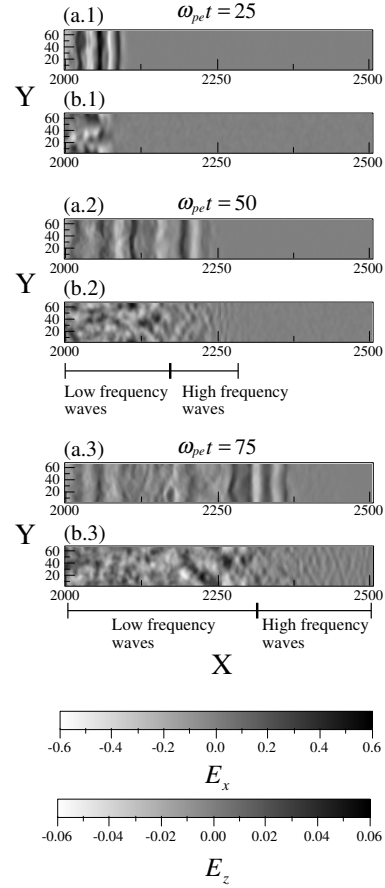 (a.1) ω_pe t = 25
60
40
20
2000 2250 2500
Y
(b.1)
60
40
20
2000 2250 2500
(a.2) ω_pe t = 50
60
40
20
2000 2250 2500
Y
(b.2)
60
40
20
2000 2250 2500
Low frequency waves
High frequency waves
(a.3) ω_pe t = 75
60
40
20
2000 2250 2500
Y
(b.3)
60
40
20
2000 2250 2500
Low frequency waves
High frequency waves
X
-0.6 -0.4 -0.2 0.0 0.2 0.4 0.6
E_x
-0.06 -0.04 -0.02 0.00 0.02 0.04 0.06
E_z